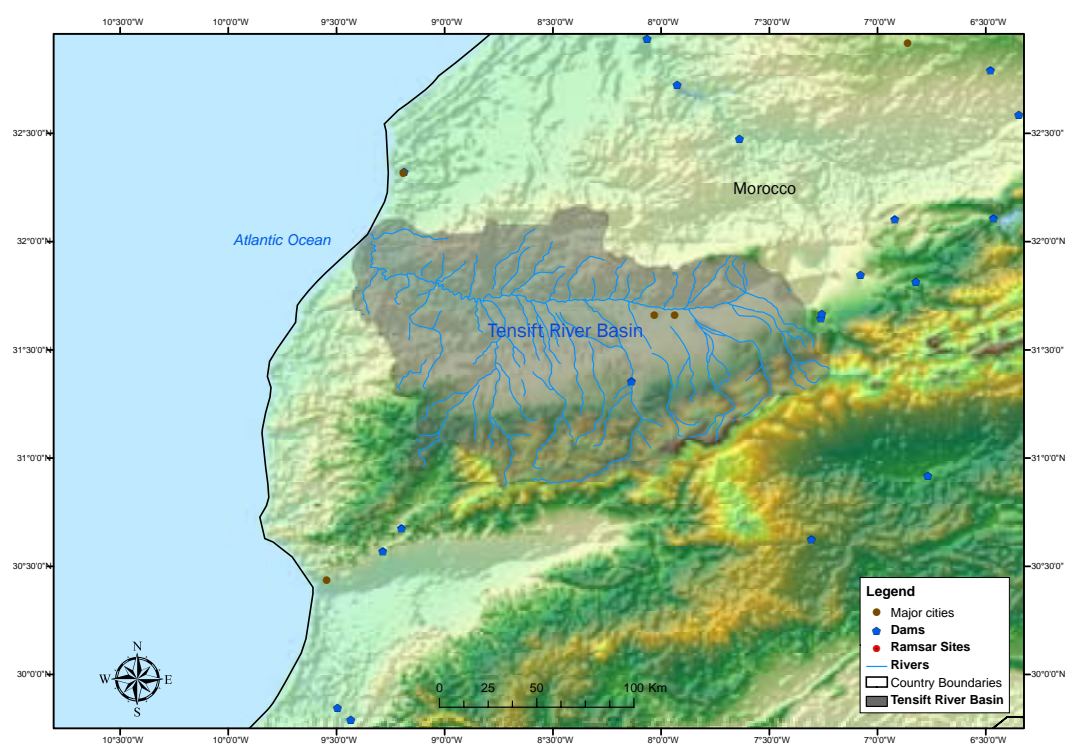 10°30'0"W 10°0'0"W 9°30'0"W 9°0'0"W 8°30'0"W 8°0'0"W 7°30'0"W 7°0'0"W 6°30'0"W
32°30'0"N 32°30'0"N
Morocco
Atlantic Ocean
32°0'0"N 32°0'0"N
Tensift River Basin
31°30'0"N 31°30'0"N
31°0'0"N 31°0'0"N
30°30'0"N 30°30'0"N
Legend
Major cities
Dams
Ramsar Sites
Rivers
Country Boundaries
Tensift River Basin
N
W E
S
30°0'0"N 30°0'0"N
0 25 50 100 Km
10°30'0"W 10°0'0"W 9°30'0"W 9°0'0"W 8°30'0"W 8°0'0"W 7°30'0"W 7°0'0"W 6°30'0"W